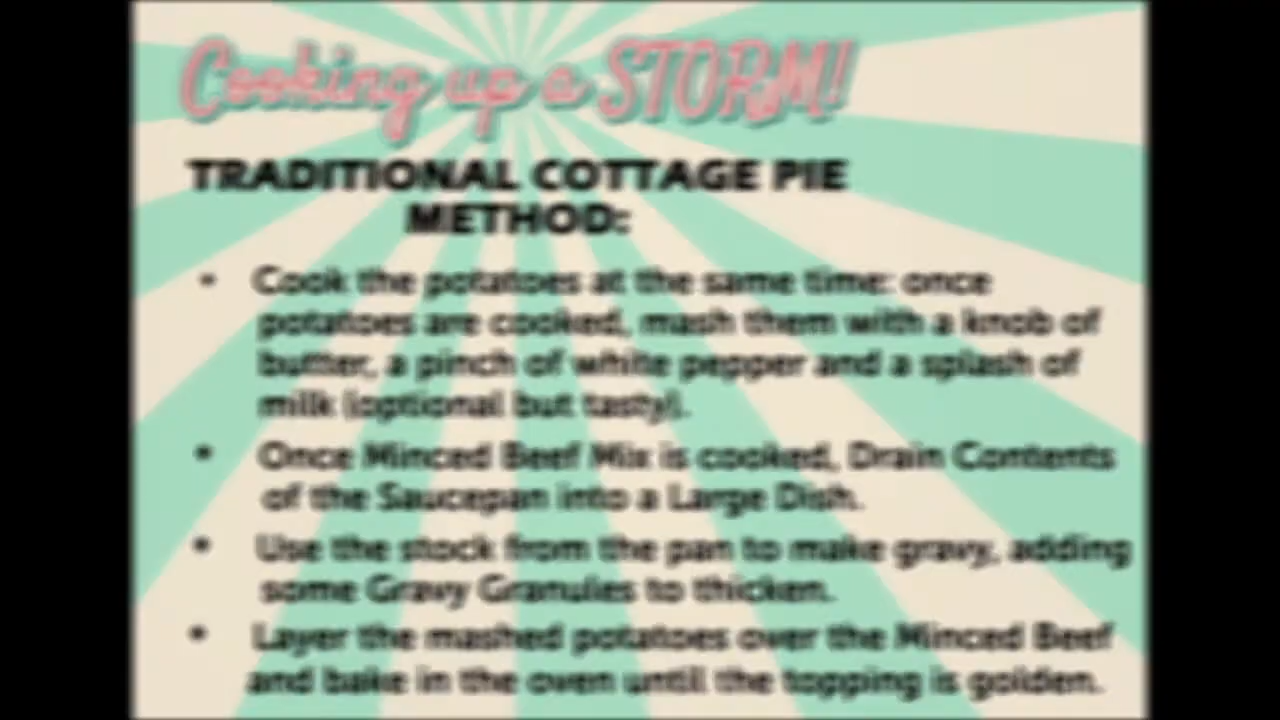 Cooking up a STORM!
TRADITIONAL COTTAGE PIE
METHOD:
• Cook the potatoes at the same time: once
potatoes are cooked, mash them with a knob of
butter, a pinch of white pepper and a splash of
milk (optional but tasty).
• Once Minced Beef Mix is cooked, Drain Contents
of the Saucepan into a Large Dish.
• Use the stock from the pan to make gravy, adding
some Gravy Granules to thicken.
• Layer the mashed potatoes over the Minced Beef
and bake in the oven until the topping is golden.